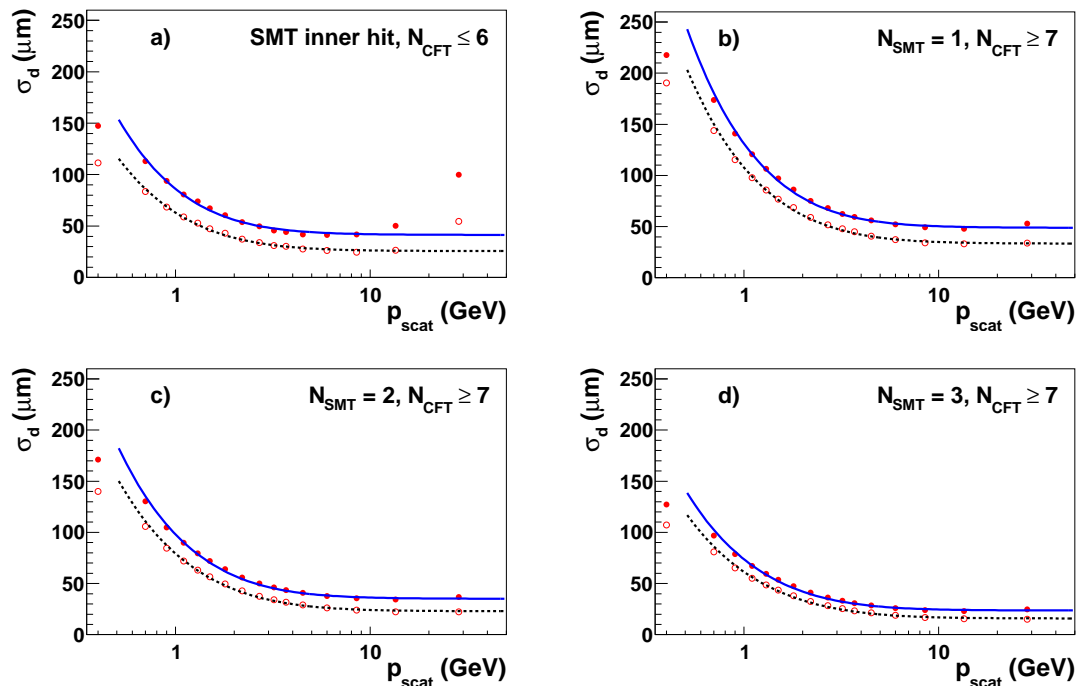 a) SMT inner hit, N_CFT ≤ 6
σ_d (μm)
250
200
150
100
50
0
1 10
p_scat (GeV)
b) N_SMT = 1, N_CFT ≥ 7
σ_d (μm)
250
200
150
100
50
0
1 10
p_scat (GeV)
c) N_SMT = 2, N_CFT ≥ 7
σ_d (μm)
250
200
150
100
50
0
1 10
p_scat (GeV)
d) N_SMT = 3, N_CFT ≥ 7
σ_d (μm)
250
200
150
100
50
0
1 10
p_scat (GeV)